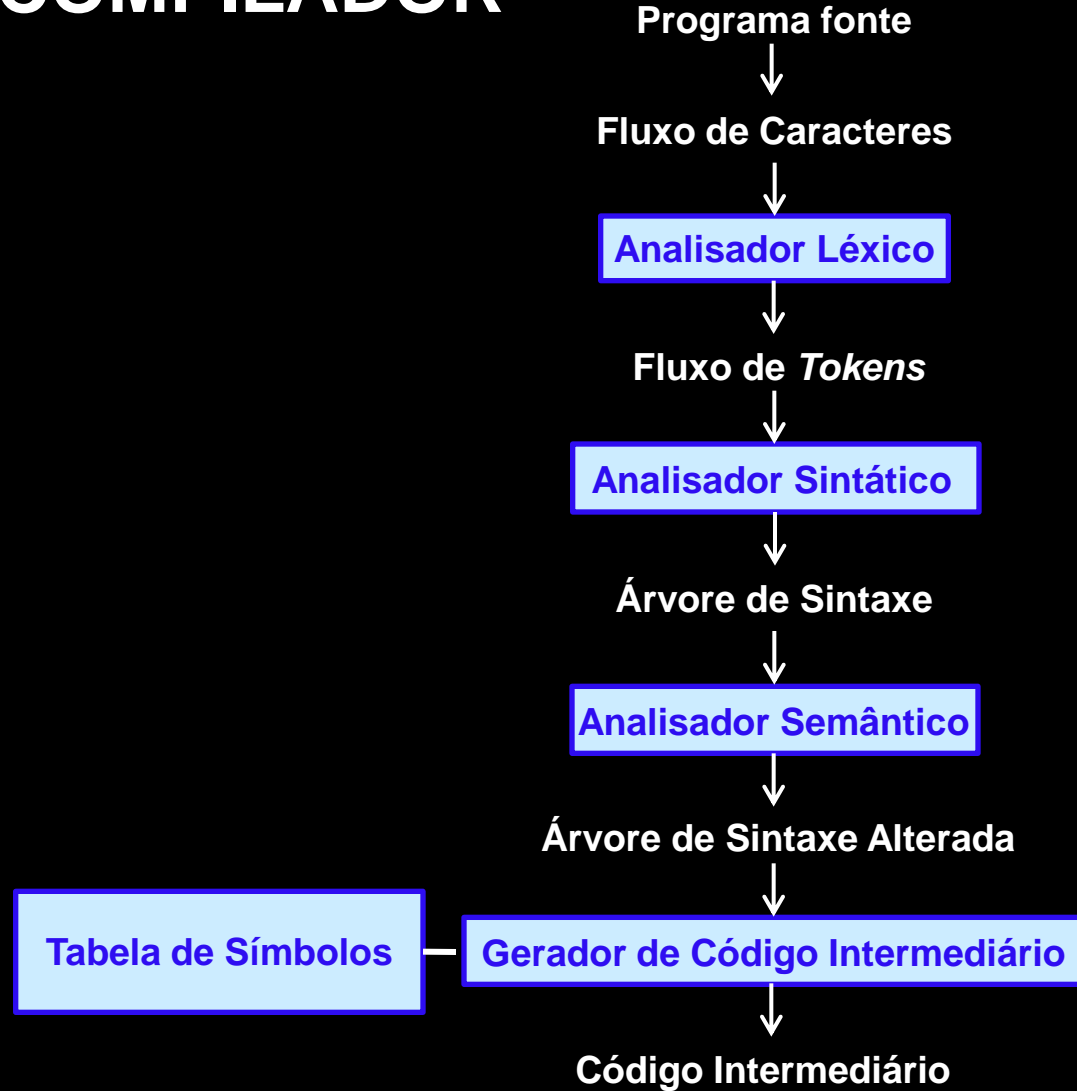 COMPILADOR
Programa fonte
Fluxo de Caracteres
Analisador Léxico
Fluxo de Tokens
Analisador Sintático
Árvore de Sintaxe
Analisador Semântico
Árvore de Sintaxe Alterada
Tabela de Símbolos
Gerador de Código Intermediário
Código Intermediário